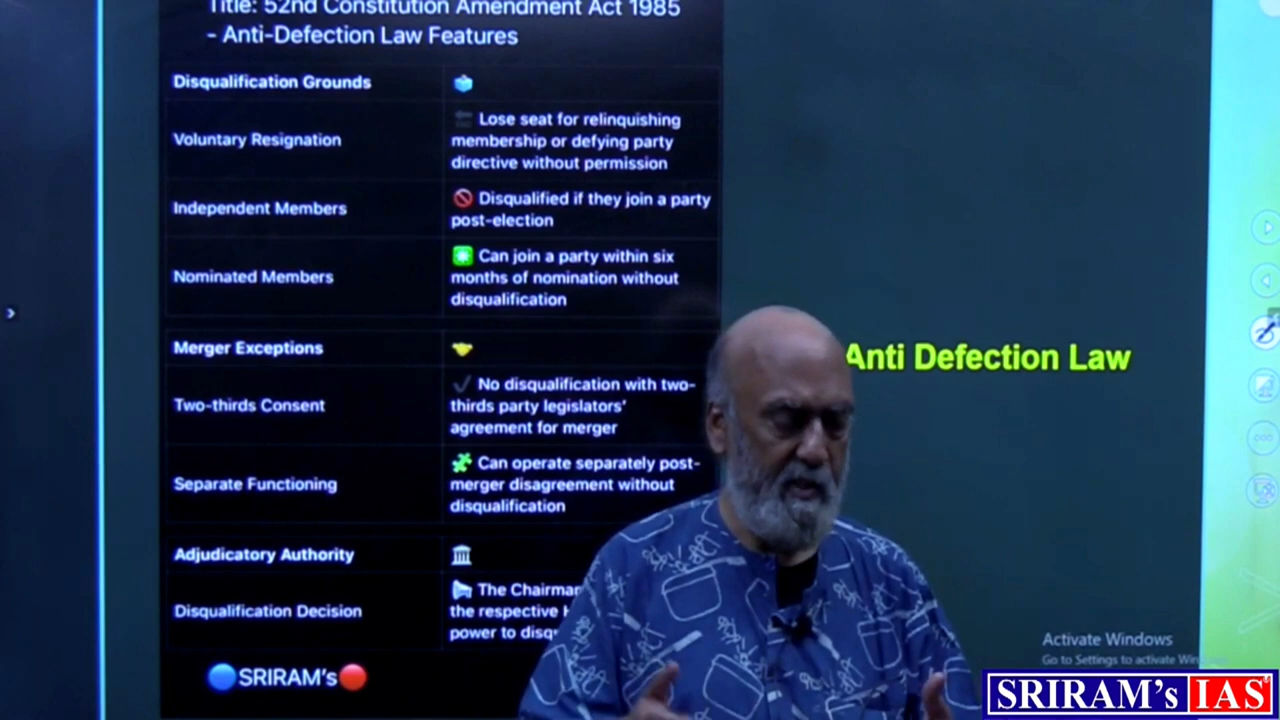 Title: 52nd Constitution Amendment Act 1985
- Anti-Defection Law Features
Disqualification Grounds
Voluntary Resignation
Lose seat for relinquishing
membership or defying party
directive without permission
Independent Members
Disqualified if they join a party
post-election
Nominated Members
Can join a party within six
months of nomination without
disqualification
Merger Exceptions
Two-thirds Consent
No disqualification with two-
thirds party legislators'
agreement for merger
Separate Functioning
Can operate separately post-
merger disagreement without
disqualification
Adjudicatory Authority
Disqualification Decision
The
the respective
power to
SRIRAM's
Anti Defection Law
Activate Windows
Go to Settings to activate
SRIRAM's IAS